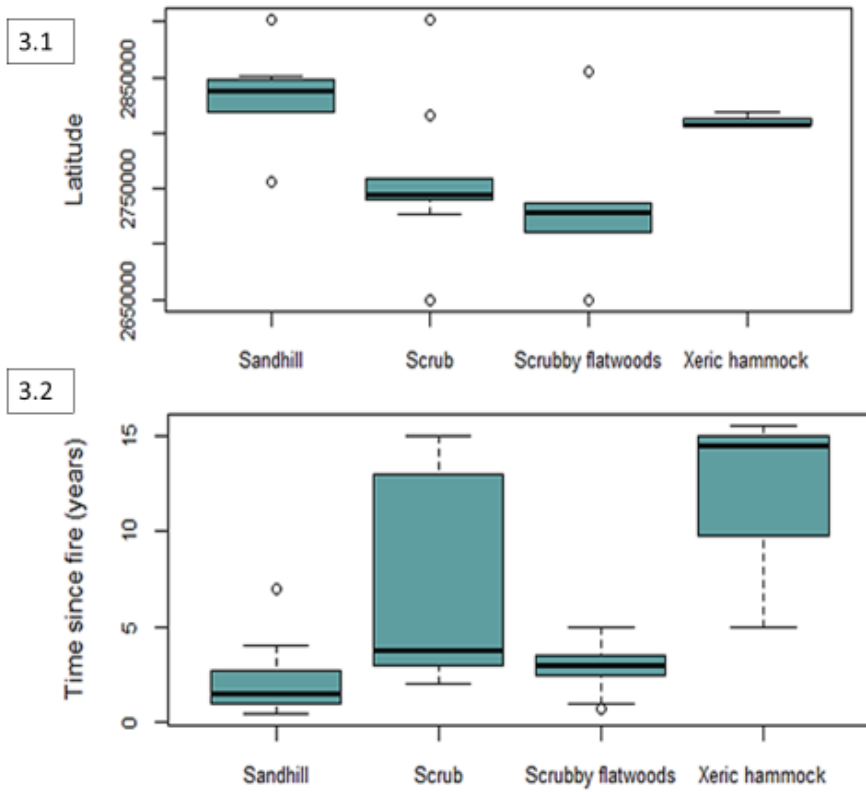 3.1
Latitude
2850000
2750000
2650000
Sandhill Scrub Scrubby flatwoods Xeric hammock
3.2
Time since fire (years)
15
10
5
0
Sandhill Scrub Scrubby flatwoods Xeric hammock